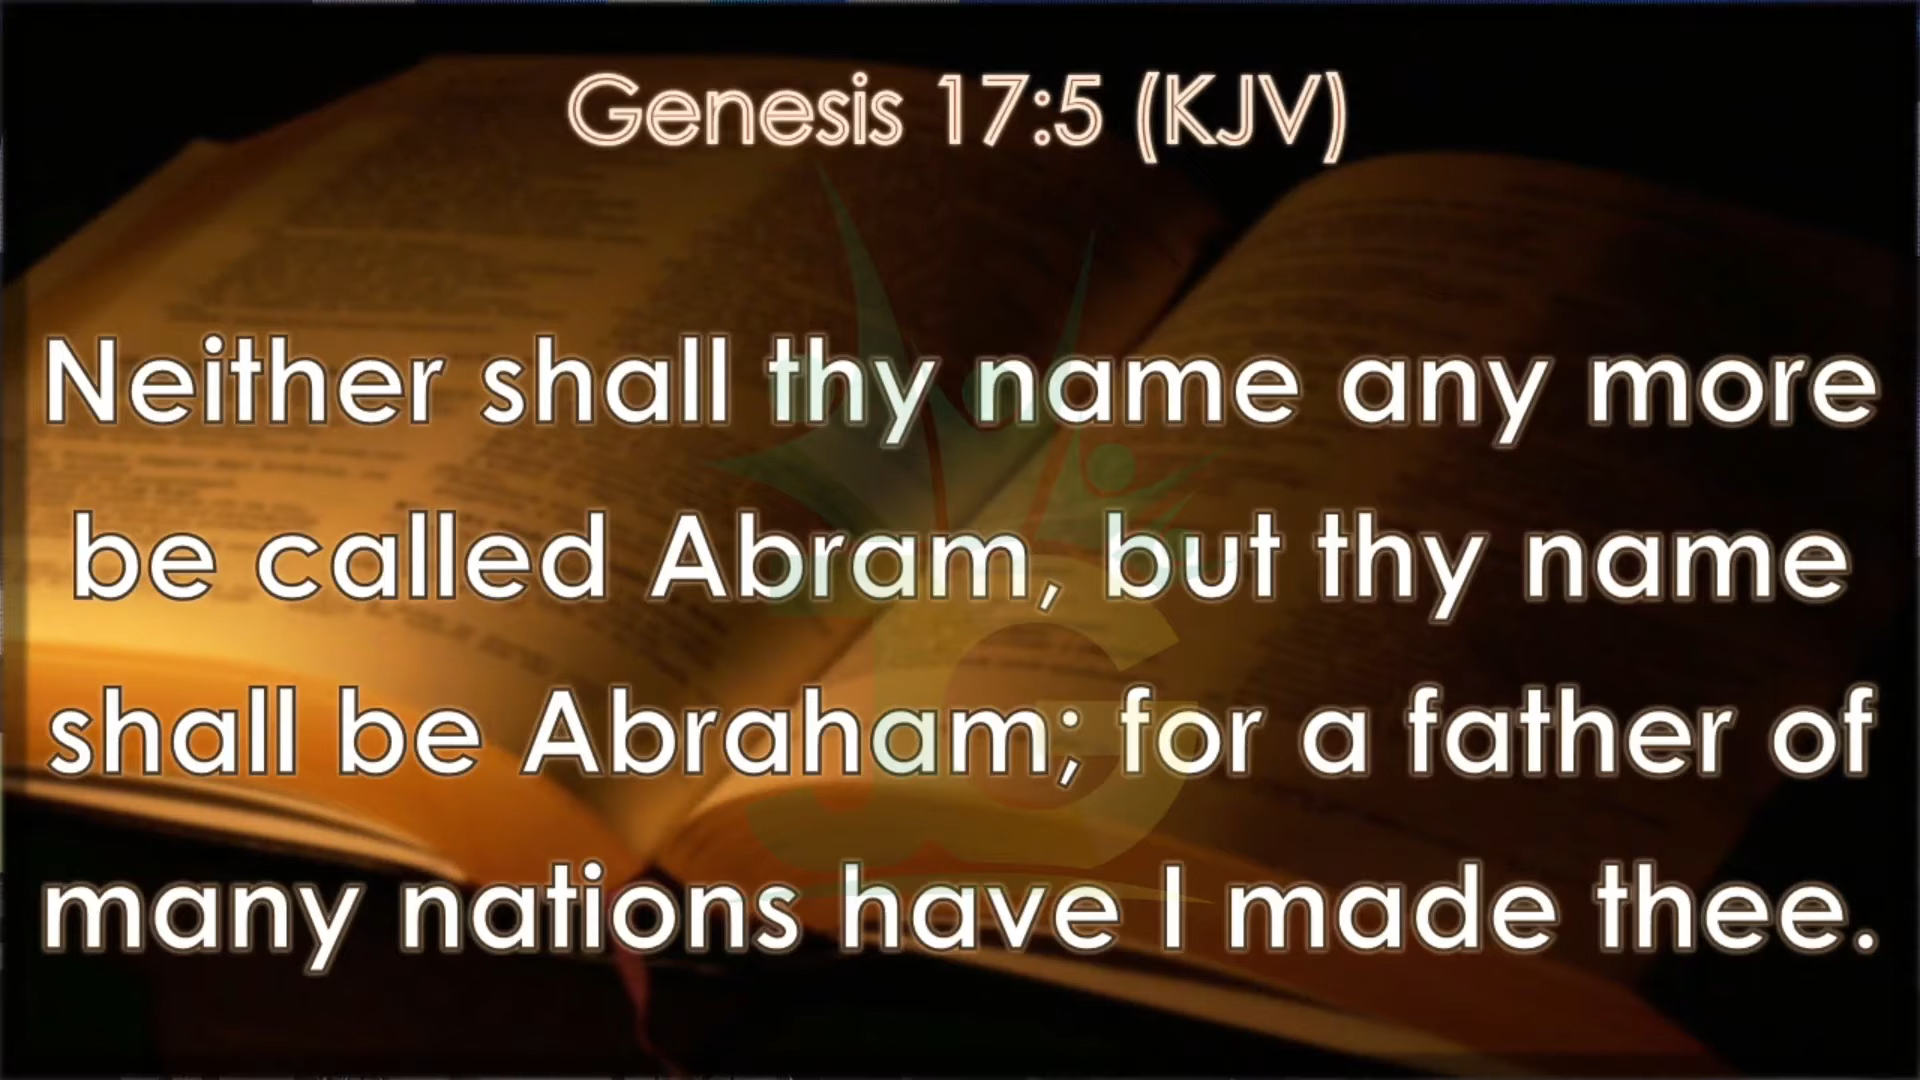 Genesis 17:5 (KJV)
Neither shall thy name any more
be called Abram, but thy name
shall be Abraham; for a father of
many nations have I made thee.
JG